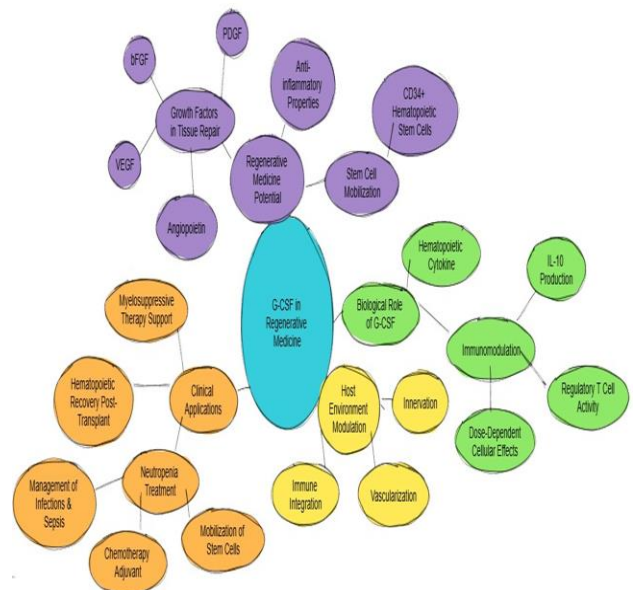 PDGF
bFGF
Anti-
inflammatory
Properties
CD34+
Hematopoietic
Stem Cells
Growth Factors
in Tissue Repair
VEGF
Regenerative
Medicine
Potential
Stem Cell
Mobilization
Angiopoietin
Hematopoietic
Cytokine
IL-10
Production
G-CSF in
Regenerative
Medicine
Biological Role
of G-CSF
Myelosuppressive
Therapy Support
Immunomodulation
Regulatory T Cell
Activity
Hematopoietic
Recovery Post-
Transplant
Clinical
Applications
Host
Environment
Modulation
Innervation
Dose-Dependent
Cellular Effects
Neutropenia
Treatment
Immune
Integration
Vascularization
Management of
Infections &
Sepsis
Mobilization of
Stem Cells
Chemotherapy
Adjuvant